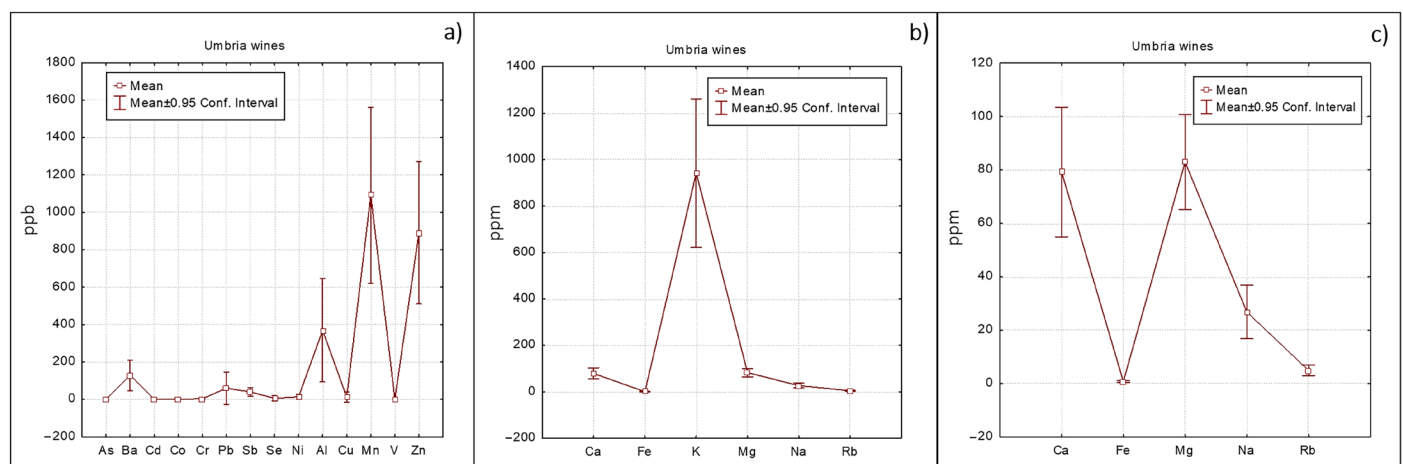 a)
Umbria wines
1800
1600
1400
1200
1000
800
600
400
200
0
−200
ppb
Mean
Mean±0.95 Conf. Interval
As Ba Cd Co Cr Pb Sb Se Ni Al Cu Mn V Zn
b)
Umbria wines
1400
1200
1000
800
600
400
200
0
−200
ppm
Mean
Mean±0.95 Conf. Interval
Ca Fe K Mg Na Rb
c)
Umbria wines
120
100
80
60
40
20
0
−20
ppm
Mean
Mean±0.95 Conf. Interval
Ca Fe Mg Na Rb